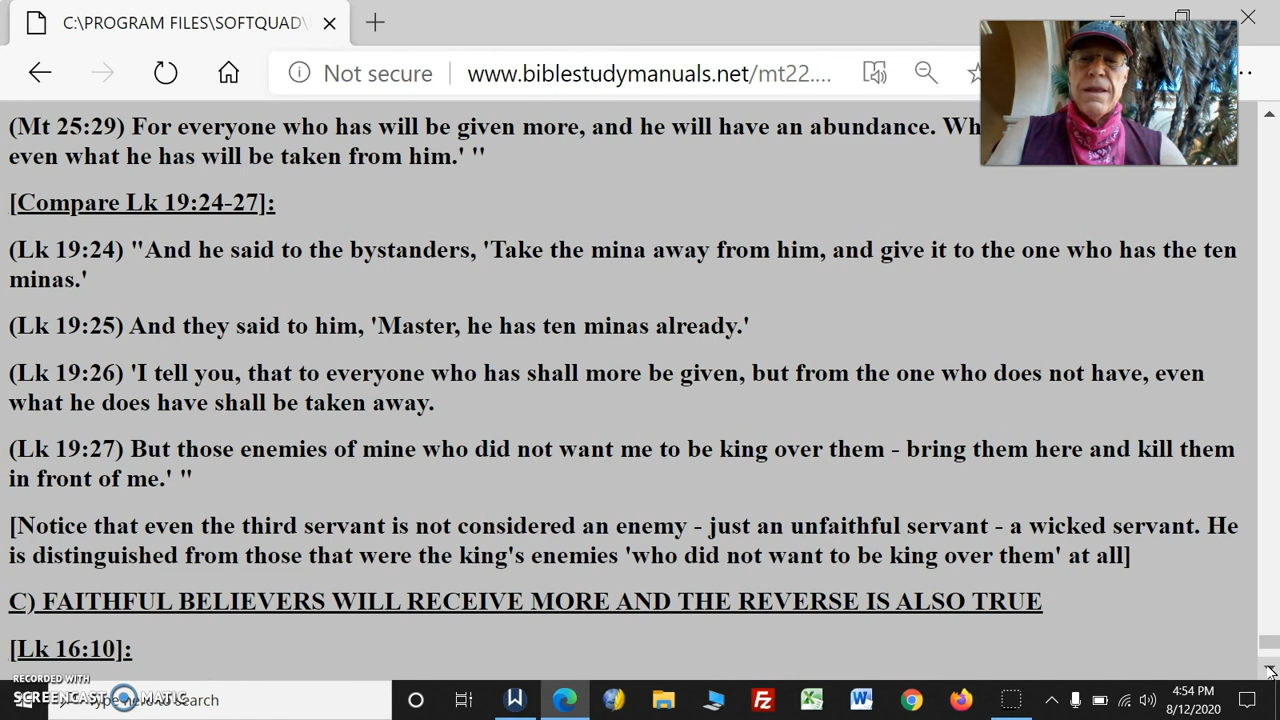 C:\PROGRAM FILES\SOFTQUAD\
Not secure
www.biblestudymanuals.net/mt22....
(Mt 25:29) For everyone who has will be given more, and he will have an abundance. Wh
even what he has will be taken from him.' "
[Compare Lk 19:24-27]:
(Lk 19:24) "And he said to the bystanders, 'Take the mina away from him, and give it to the one who has the ten
minas.'
(Lk 19:25) And they said to him, 'Master, he has ten minas already.'
(Lk 19:26) 'I tell you, that to everyone who has shall more be given, but from the one who does not have, even
what he does have shall be taken away.
(Lk 19:27) But those enemies of mine who did not want me to be king over them - bring them here and kill them
in front of me.' "
[Notice that even the third servant is not considered an enemy - just an unfaithful servant - a wicked servant. He
is distinguished from those that were the king's enemies 'who did not want to be king over them' at all]
C) FAITHFUL BELIEVERS WILL RECEIVE MORE AND THE REVERSE IS ALSO TRUE
[Lk 16:10]:
RECORDED WITH
SCREENCAST MATIC
Type here to search
4:54 PM
8/12/2020